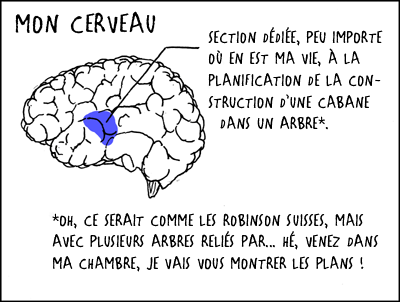 MON CERVEAU
SECTION DÉDIÉE, PEU IMPORTE
OÙ EN EST MA VIE, À LA
PLANIFICATION DE LA CON-
STRUCTION D'UNE CABANE
DANS UN ARBRE*.
*OH, CE SERAIT COMME LES ROBINSON SUISSES, MAIS
AVEC PLUSIEURS ARBRES RELIÉS PAR... HÉ, VENEZ DANS
MA CHAMBRE, JE VAIS VOUS MONTRER LES PLANS !